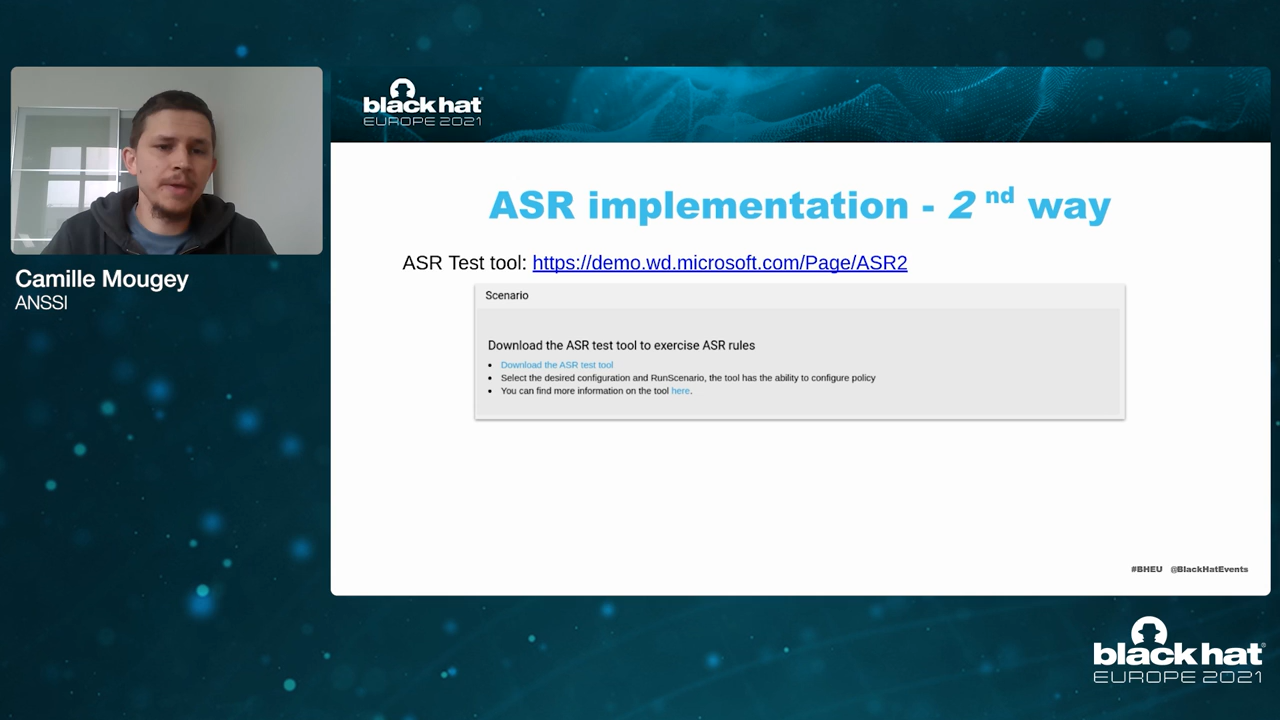 black hat
EUROPE 2021
Camille Mougey
ANSSI
ASR implementation - 2 nd way
ASR Test tool: https://demo.wd.microsoft.com/Page/ASR2
Scenario
Download the ASR test tool to exercise ASR rules
• Download the ASR test tool
• Select the desired configuration and RunScenario, the tool has the ability to configure policy
• You can find more information on the tool here.
#BHEU @BlackHatEvents
black hat
EUROPE 2021